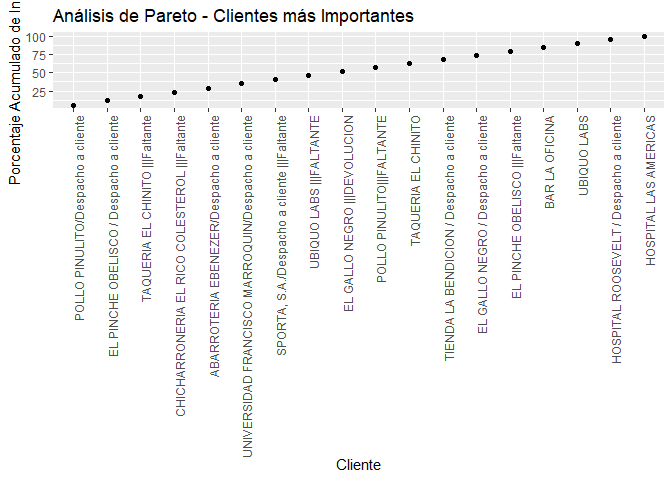 Análisis de Pareto - Clientes más Importantes
Porcentaje Acumulado de In
100
75
50
25
POLLO PINULITO/Despacho a cliente
EL PINCHE OBELISCO / Despacho a cliente
TAQUERIA EL CHINITO |||Faltante
CHICHARRONERIA EL RICO COLESTEROL |||Faltante
ABARROTERIA EBENEZER/Despacho a cliente
UNIVERSIDAD FRANCISCO MARROQUIN/Despacho a cliente
SPORTA, S.A./Despacho a cliente |||Faltante
UBIQUO LABS |||FALTANTE
EL GALLO NEGRO |||DEVOLUCION
POLLO PINULITO|||FALTANTE
TAQUERIA EL CHINITO
TIENDA LA BENDICION / Despacho a cliente
EL GALLO NEGRO / Despacho a cliente
EL PINCHE OBELISCO |||Faltante
BAR LA OFICINA
UBIQUO LABS
HOSPITAL ROOSEVELT / Despacho a cliente
HOSPITAL LAS AMERICAS
Cliente